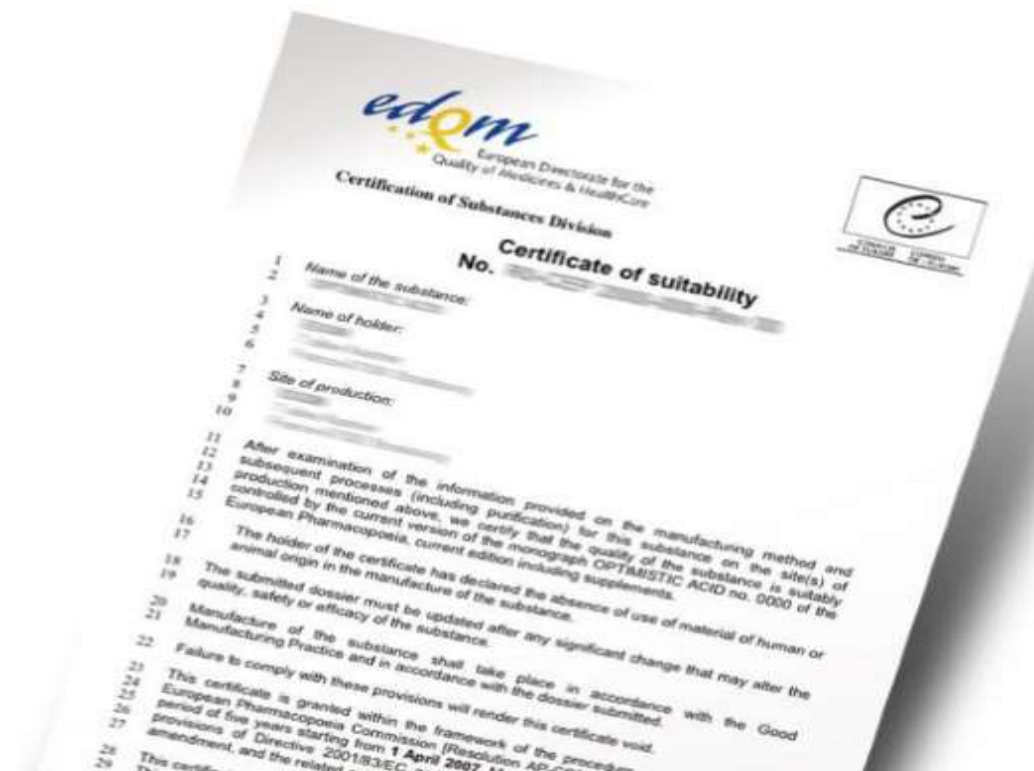 edQm
European Directorate for the
Quality of Medicines & HealthCare
Certification of Substances Division
Certificate of suitability
No.
1
2 Name of the substance:
3
4 Name of holder:
5
6
7
8 Site of production:
9
10
11
12 After examination of the information provided on the manufacturing method and
13 subsequent processes (including purification) for this substance on the site(s) of
14 production mentioned above, we certify that the quality of the substance is suitably
15 controlled by the current version of the monograph OPTIMISTIC ACID no. 0000 of the
European Pharmacopoeia, current edition including supplements.
16 The holder of the certificate has declared the absence of use of material of human or
17 animal origin in the manufacture of the substance.
18 The submitted dossier must be updated after any significant change that may alter the
19 quality, safety or efficacy of the substance.
20 Manufacture of the substance shall take place in accordance with the Good
21 Manufacturing Practice and in accordance with the dossier submitted.
22 Failure to comply with these provisions will render this certificate void.
23 This certificate is granted within the framework of the procedure
24 European Pharmacopoeia Commission [Resolution
25 period of five years starting from 1 April 2007.
26 provisions of Directive 2001/83/EC
27 amendment, and the related
28 This
29